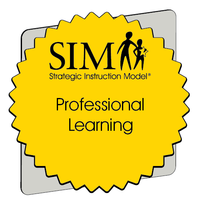 SIM
Strategic Instruction Model®
Professional
Learning